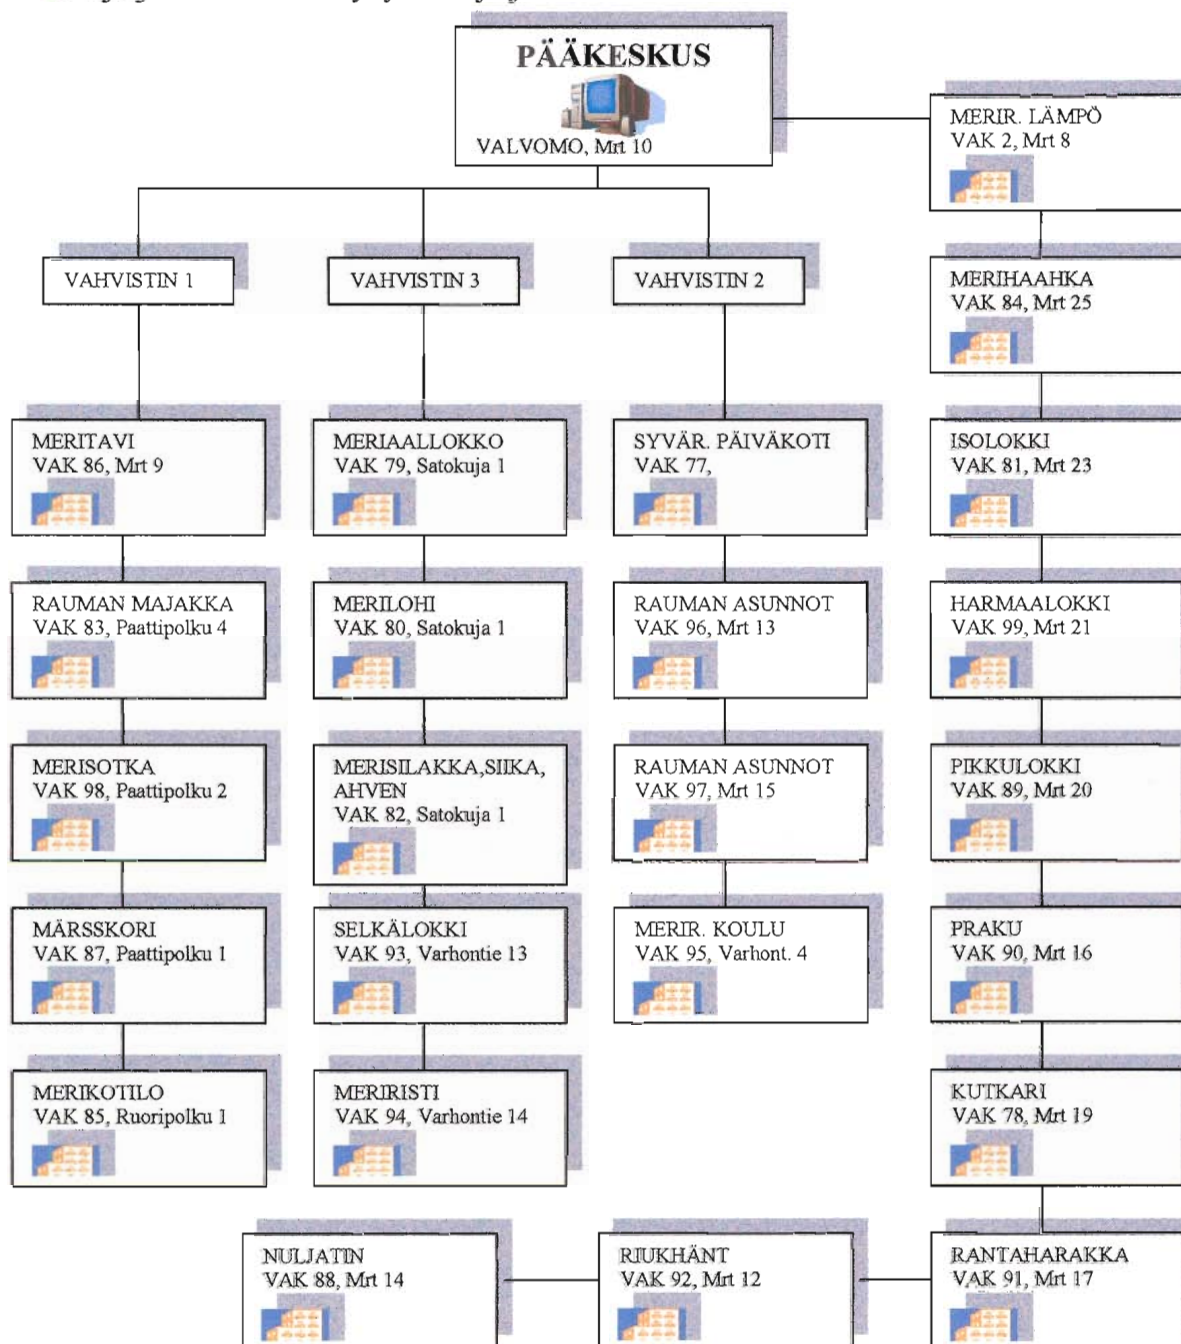 PÄÄKESKUS
VALVOMO, Mrt 10
MERIR. LÄMPÖ
VAK 2, Mrt 8
VAHVISTIN 1
VAHVISTIN 3
VAHVISTIN 2
MERIHAAHKA
VAK 84, Mrt 25
MERITAVI
VAK 86, Mrt 9
MERIAALLOKKO
VAK 79, Satokuja 1
SYVÄR. PÄIVÄKOTI
VAK 77,
ISOLOKKI
VAK 81, Mrt 23
RAUMAN MAJAKKA
VAK 83, Paattipolku 4
MERILOHI
VAK 80, Satokuja 1
RAUMAN ASUNNOT
VAK 96, Mrt 13
HARMAALOKKI
VAK 99, Mrt 21
MERISOTKA
VAK 98, Paattipolku 2
MERISILAKKA,SIIKA,
AHVEN
VAK 82, Satokuja 1
RAUMAN ASUNNOT
VAK 97, Mrt 15
PIKKULOKKI
VAK 89, Mrt 20
MÄRSSKORI
VAK 87, Paattipolku 1
SELKÄLOKKI
VAK 93, Varhontie 13
MERIR. KOULU
VAK 95, Varhont. 4
PRAKU
VAK 90, Mrt 16
MERIKOTILO
VAK 85, Ruoripolku 1
MERIRISTI
VAK 94, Varhontie 14
KUTKARI
VAK 78, Mrt 19
NULJATIN
VAK 88, Mrt 14
RIUKHÄNT
VAK 92, Mrt 12
RANTAHARAKKA
VAK 91, Mrt 17